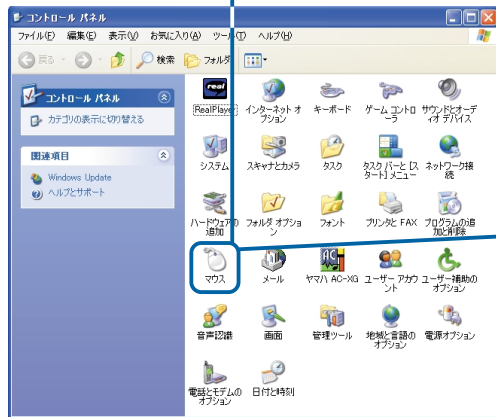 コントロール パネル
ファイル(F) 編集(E) 表示(V) お気に入り(A) ツール(T) ヘルプ(H)
戻る 検索 フォルダ
コントロール パネル
カテゴリの表示に切り替える
関連項目
Windows Update
ヘルプとサポート
real
RealPlayer
インターネット オ
プション
キーボード
ゲーム コントロ
ーラ
サウンドとオーデ
ィオ デバイス
システム
スキャナとカメラ
タスク
タスク バーと [ス
タート] メニュー
ネットワーク接
続
ハードウェアの
追加
フォルダ オプショ
ン
フォント
プリンタと FAX
プログラムの追
加と削除
マウス
メール
AC
XG
ヤマハ AC-XG
ユーザー アカウ
ント
ユーザー補助の
オプション
音声認識
画面
管理ツール
地域と言語の
オプション
電源オプション
電話とモデムの
オプション
日付と時刻